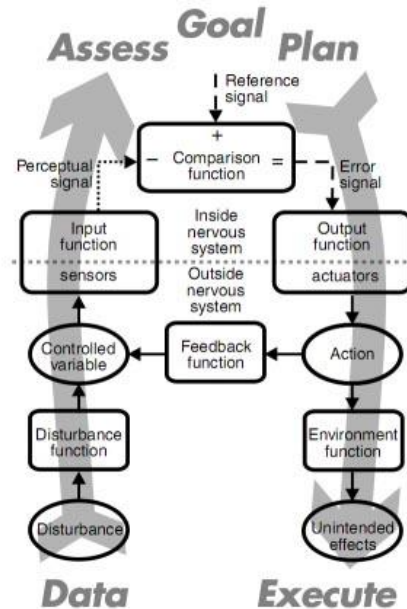 Goal
Assess
Plan
Reference
signal
+
− Comparison =
function
Perceptual
signal
Error
signal
Input
function
sensors
Inside
nervous
system
Outside
nervous
system
Output
function
actuators
Controlled
variable
Feedback
function
Action
Disturbance
function
Environment
function
Disturbance
Unintended
effects
Data
Execute